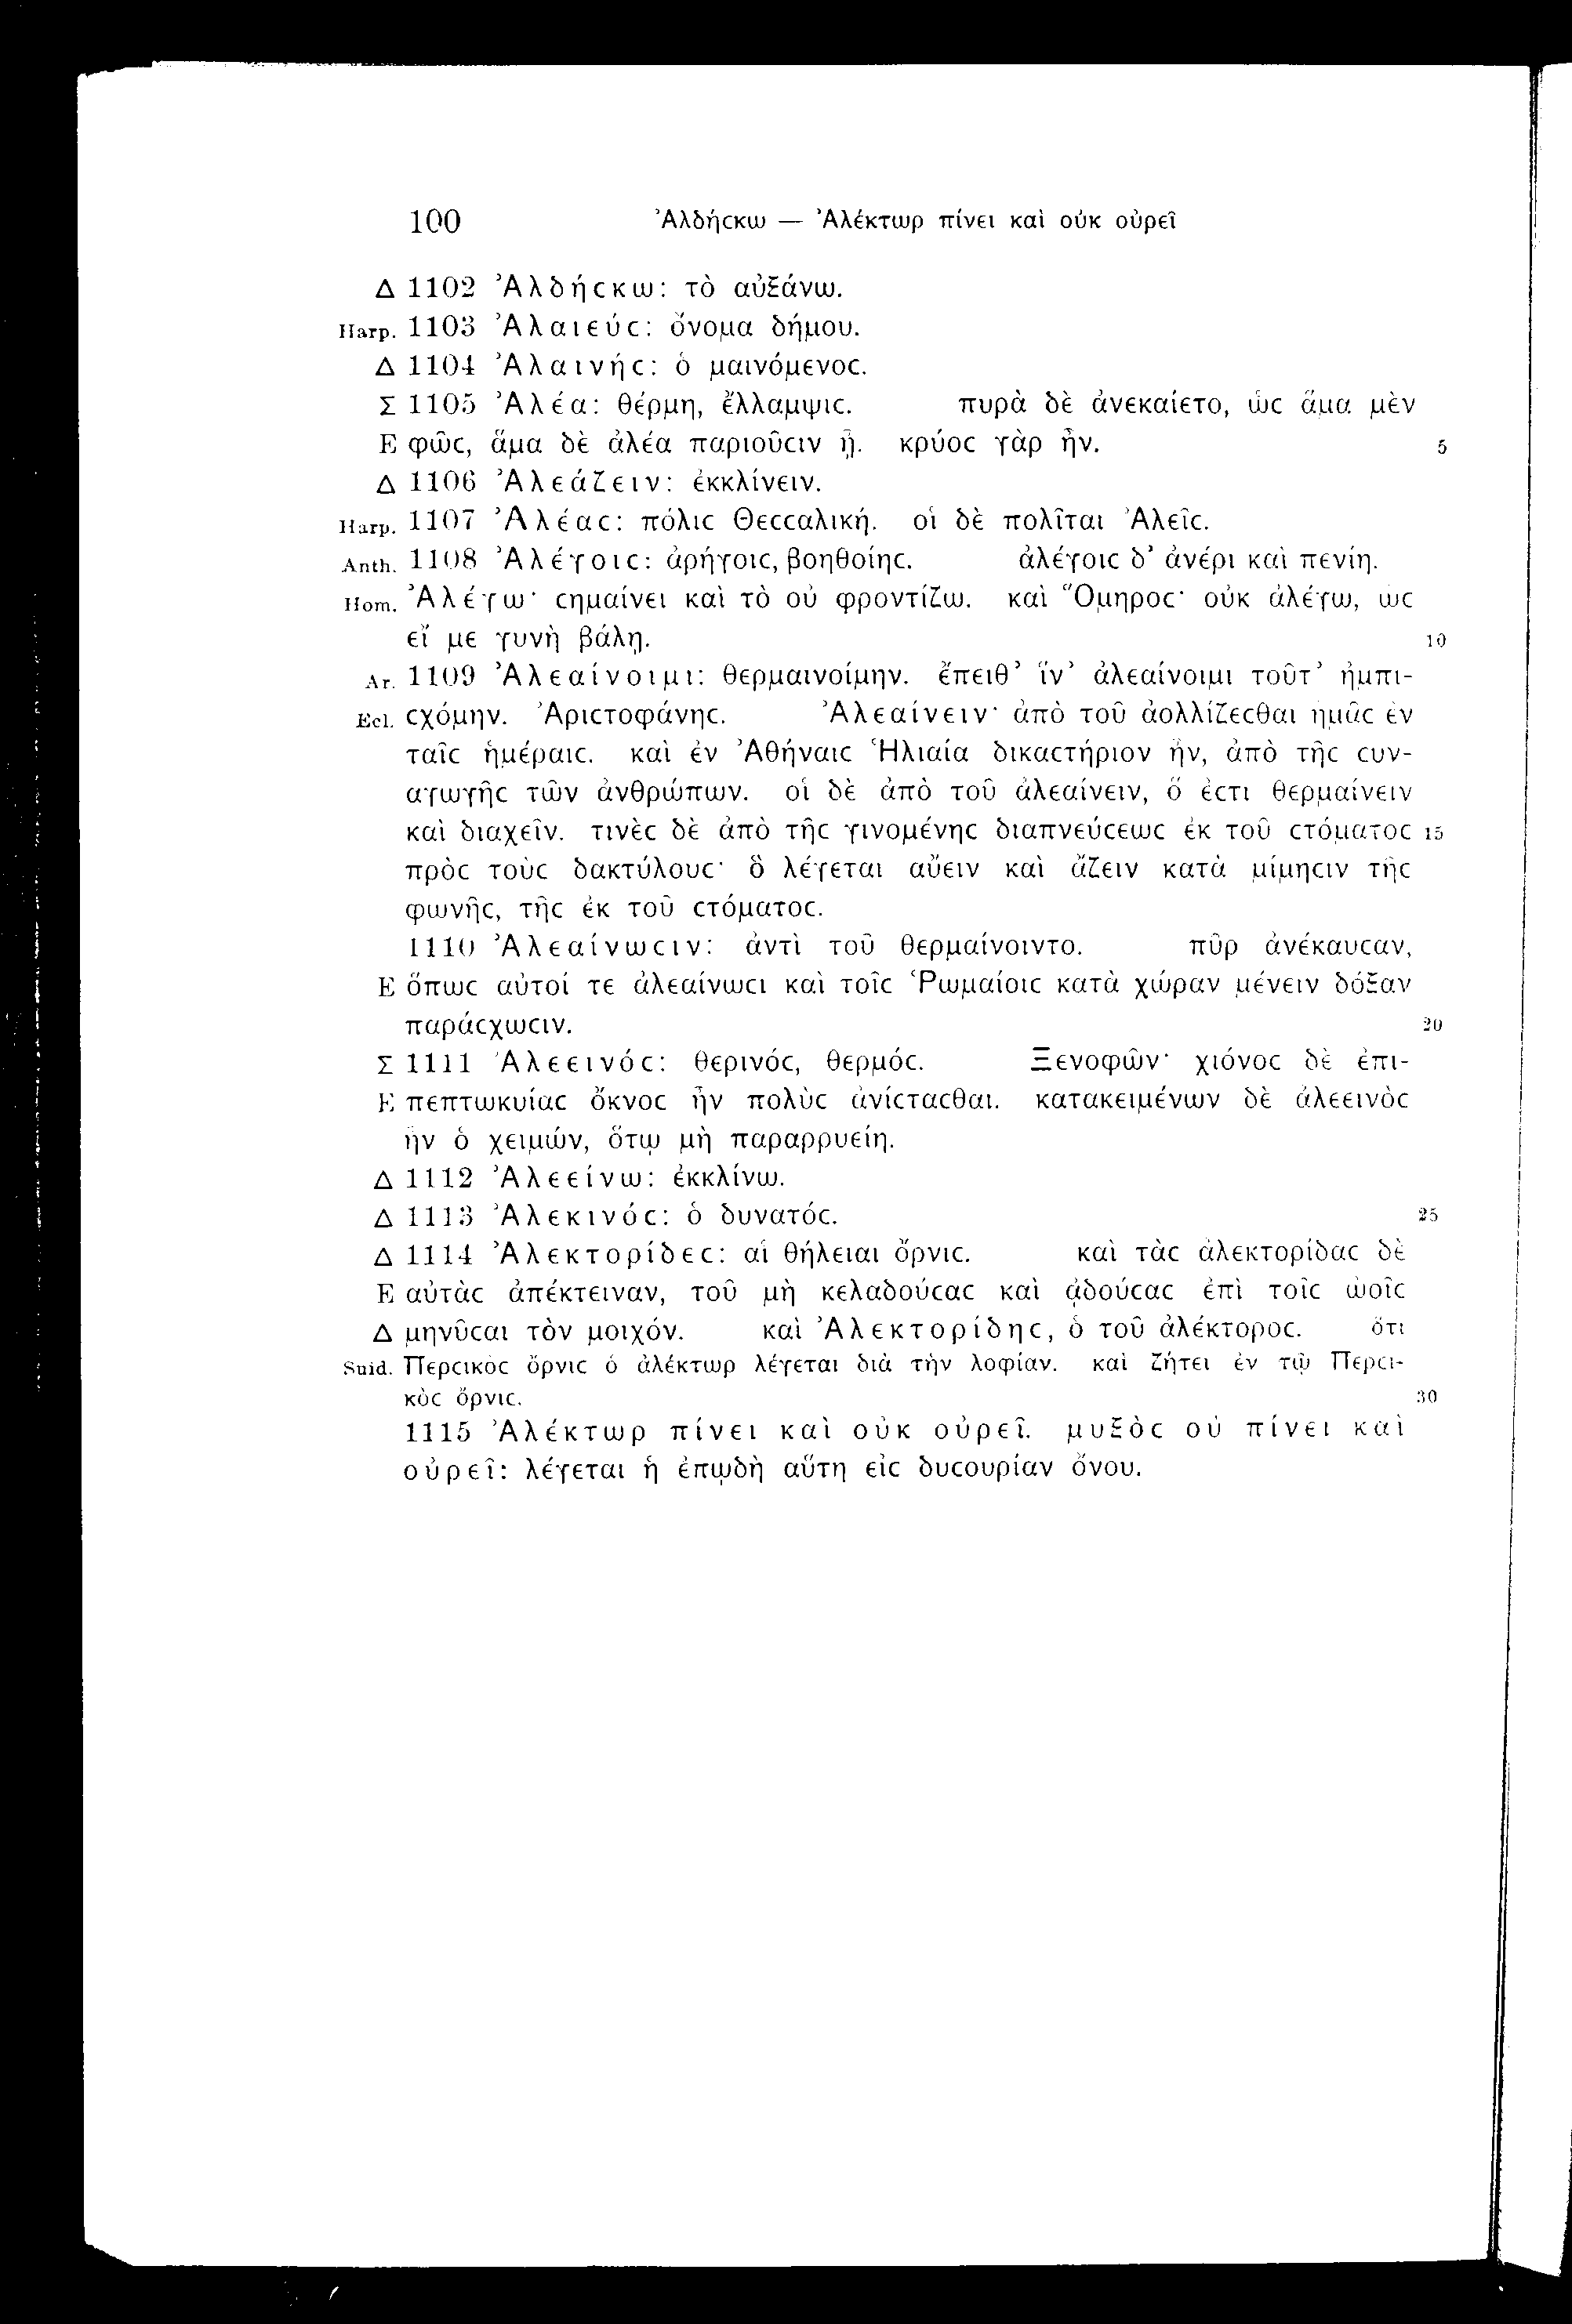 100 Ἀλδήϲκω — Ἀλέκτωρ πίνει καὶ οὐκ οὐρεῖ
Δ 1102 Ἀλδήϲκω: τὸ αὐξάνω.
Harp. 1103 Ἀλαιεύϲ: ὄνομα δήμου.
Δ 1104 Ἀλαινήϲ: ὁ μαινόμενοϲ.
Σ 1105 Ἀλέα: θέρμη, ἔλλαμψιϲ. πυρὰ δὲ ἀνεκαίετο, ὡϲ ἅμα μὲν
E φῶϲ, ἅμα δὲ ἀλέα παριοῦϲιν ᾖ. κρύοϲ γὰρ ἦν. 5
Δ 1106 Ἀλεάζειν: ἐκκλίνειν.
Harp. 1107 Ἀλέαϲ: πόλιϲ Θεϲϲαλική. οἱ δὲ πολῖται Ἀλεῖϲ.
Anth. 1108 Ἀλέγοιϲ: ἀρήγοιϲ, βοηθοίηϲ. ἀλέγοιϲ δ’ ἀνέρι καὶ πενίη.
Hom. Ἀλέγω· ϲημαίνει καὶ τὸ οὐ φροντίζω. καὶ Ὅμηροϲ· οὐκ ἀλέγω, ὡϲ
εἴ με γυνὴ βάλῃ. 10
Ar. 1109 Ἀλεαίνοιμι: θερμαινοίμην. ἔπειθ’ ἵν’ ἀλεαίνοιμι τοῦτ’ ἠμπι-
Ecl. ϲχόμην. Ἀριϲτοφάνηϲ. Ἀλεαίνειν· ἀπὸ τοῦ ἀολλίζεϲθαι ἡμᾶϲ ἐν
ταῖϲ ἡμέραιϲ. καὶ ἐν Ἀθήναιϲ Ἡλιαία δικαϲτήριον ἦν, ἀπὸ τῆϲ ϲυν-
αγωγῆϲ τῶν ἀνθρώπων. οἱ δὲ ἀπὸ τοῦ ἀλεαίνειν, ὅ ἐϲτι θερμαίνειν
καὶ διαχεῖν. τινὲϲ δὲ ἀπὸ τῆϲ γινομένηϲ διαπνεύϲεωϲ ἐκ τοῦ ϲτόματοϲ 15
πρὸϲ τοὺϲ δακτύλουϲ· ὃ λέγεται αὔειν καὶ ἄζειν κατὰ μίμηϲιν τῆϲ
φωνῆϲ, τῆϲ ἐκ τοῦ ϲτόματοϲ.
1110 Ἀλεαίνωϲιν: ἀντὶ τοῦ θερμαίνοιντο. πῦρ ἀνέκαυϲαν,
E ὅπωϲ αὐτοί τε ἀλεαίνωϲι καὶ τοῖϲ Ῥωμαίοιϲ κατὰ χώραν μένειν δόξαν
παράϲχωϲιν. 20
Σ 1111 Ἀλεεινόϲ: θερινόϲ, θερμόϲ. Ξενοφῶν· χιόνοϲ δὲ ἐπι-
E πεπτωκυίαϲ ὄκνοϲ ἦν πολὺϲ ἀνίϲταϲθαι. κατακειμένων δὲ ἀλεεινὸϲ
ἦν ὁ χειμών, ὅτῳ μὴ παραρρυείη.
Δ 1112 Ἀλεείνω: ἐκκλίνω.
Δ 1113 Ἀλεκινόϲ: ὁ δυνατόϲ. 25
Δ 1114 Ἀλεκτορίδεϲ: αἱ θήλειαι ὄρνιϲ. καὶ τὰϲ ἀλεκτορίδαϲ δὲ
E αὐτὰϲ ἀπέκτειναν, τοῦ μὴ κελαδούϲαϲ καὶ ᾀδούϲαϲ ἐπὶ τοῖϲ ὠοῖϲ
Δ μηνῦϲαι τὸν μοιχόν. καὶ Ἀλεκτορίδηϲ, ὁ τοῦ ἀλέκτοροϲ. ὅτι
Suid. Περϲικὸϲ ὄρνιϲ ὁ ἀλέκτωρ λέγεται διὰ τὴν λοφίαν. καὶ ζήτει ἐν τῷ Περϲι-
κὸϲ ὄρνιϲ. 30
1115 Ἀλέκτωρ πίνει καὶ οὐκ οὐρεῖ. μυξὸϲ οὐ πίνει καὶ
οὐρεῖ: λέγεται ἡ ἐπῳδὴ αὕτη εἰϲ δυϲουρίαν ὄνου.